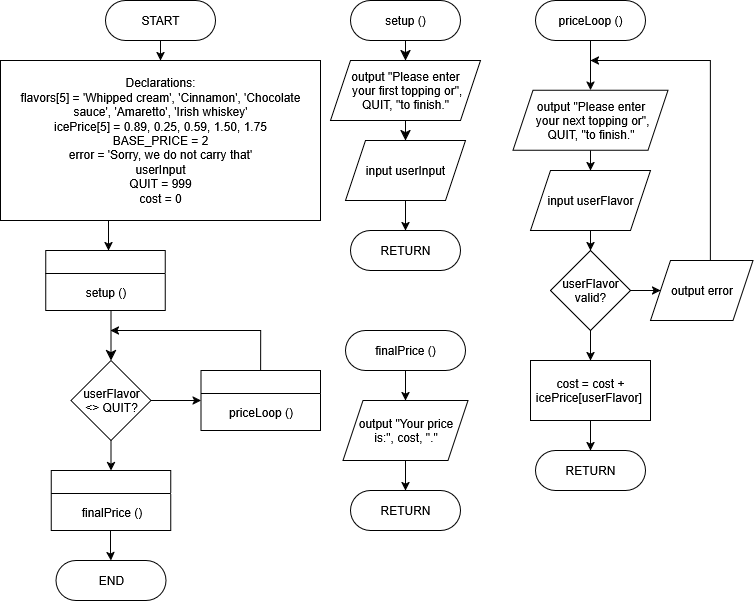 START
Declarations:
flavors[5] = 'Whipped cream', 'Cinnamon', 'Chocolate
sauce', 'Amaretto', 'Irish whiskey'
icePrice[5] = 0.89, 0.25, 0.59, 1.50, 1.75
BASE_PRICE = 2
error = 'Sorry, we do not carry that'
userInput
QUIT = 999
cost = 0
setup ()
userFlavor
<> QUIT?
priceLoop ()
finalPrice ()
END
setup ()
output "Please enter
your first topping or",
QUIT, "to finish."
input userInput
RETURN
finalPrice ()
output "Your price
is:", cost, "."
RETURN
priceLoop ()
output "Please enter
your next topping or",
QUIT, "to finish."
input userFlavor
userFlavor
valid?
output error
cost = cost +
icePrice[userFlavor]
RETURN